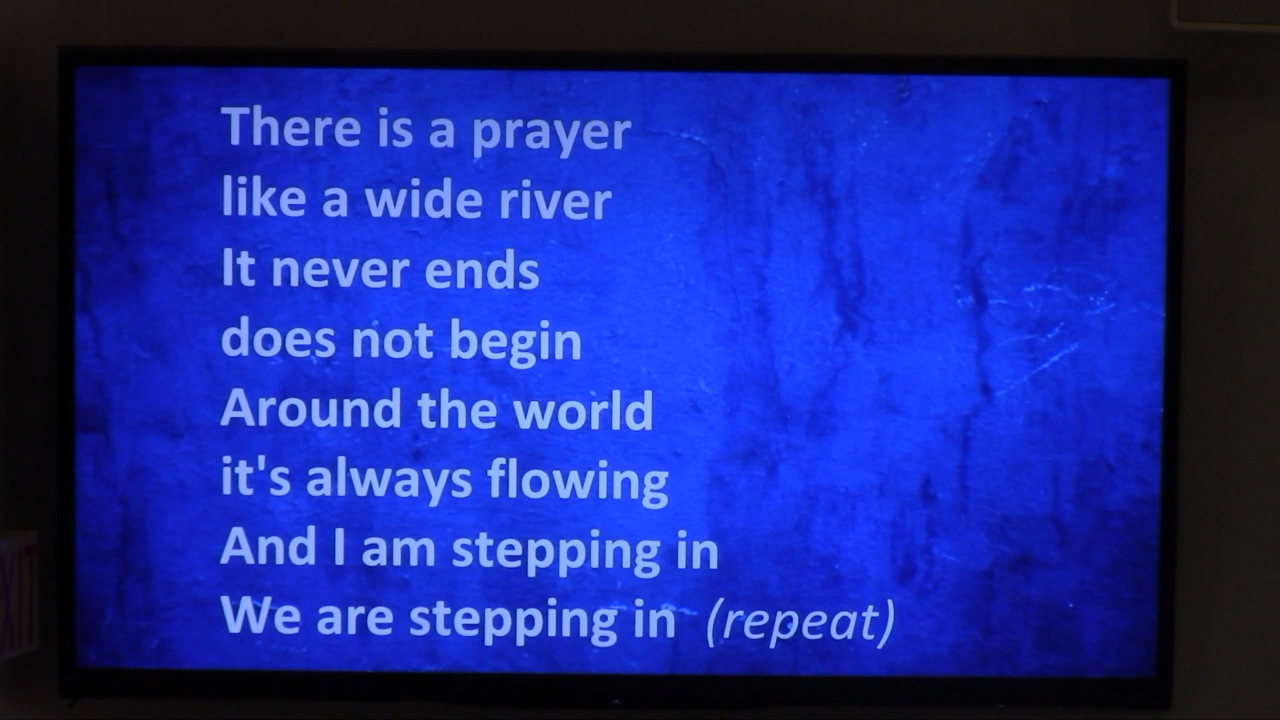 There is a prayer
like a wide river
It never ends
does not begin
Around the world
it's always flowing
And I am stepping in
We are stepping in (repeat)